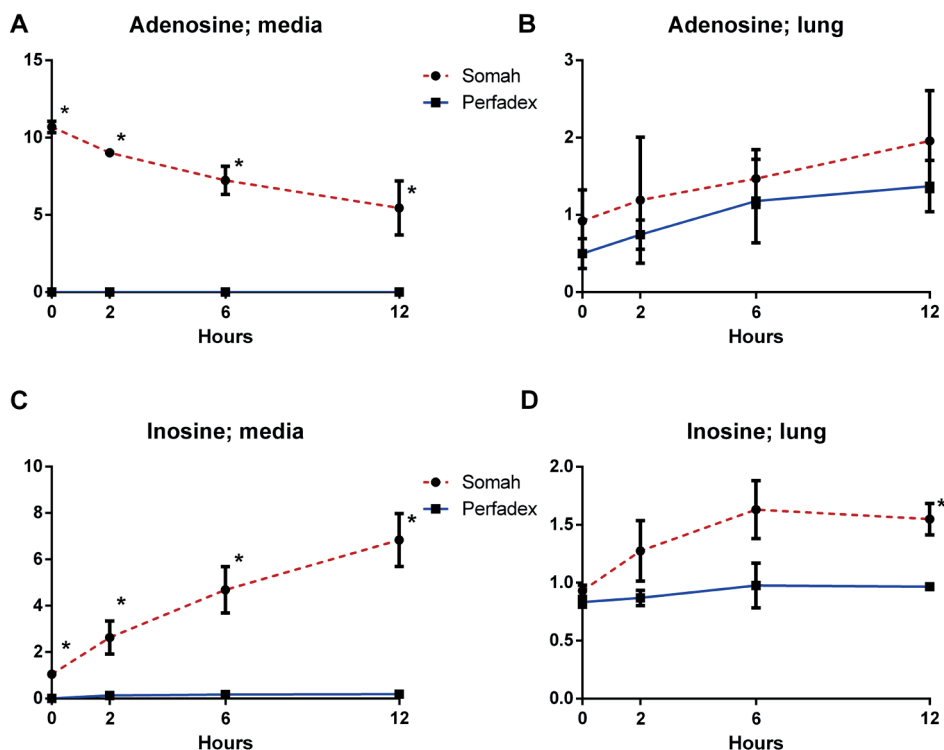 A
Adenosine; media
15
10
5
0
0 2 6 12
Hours
*
*
*
*
Somah
Perfadex
B
Adenosine; lung
3
2
1
0
0 2 6 12
Hours
C
Inosine; media
10
8
6
4
2
0
0 2 6 12
Hours
*
*
*
*
Somah
Perfadex
D
Inosine; lung
2.0
1.5
1.0
0.5
0.0
0 2 6 12
Hours
*